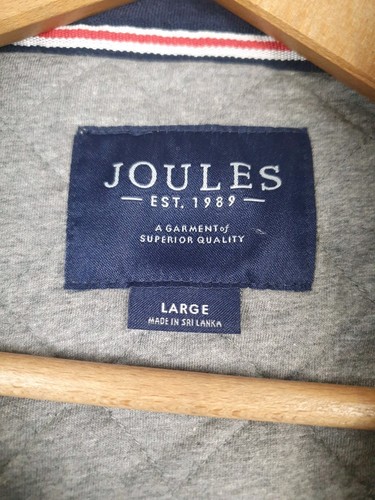 JOULES
— EST. 1989 —
A GARMENT of
SUPERIOR QUALITY
LARGE
MADE IN SRI LANKA